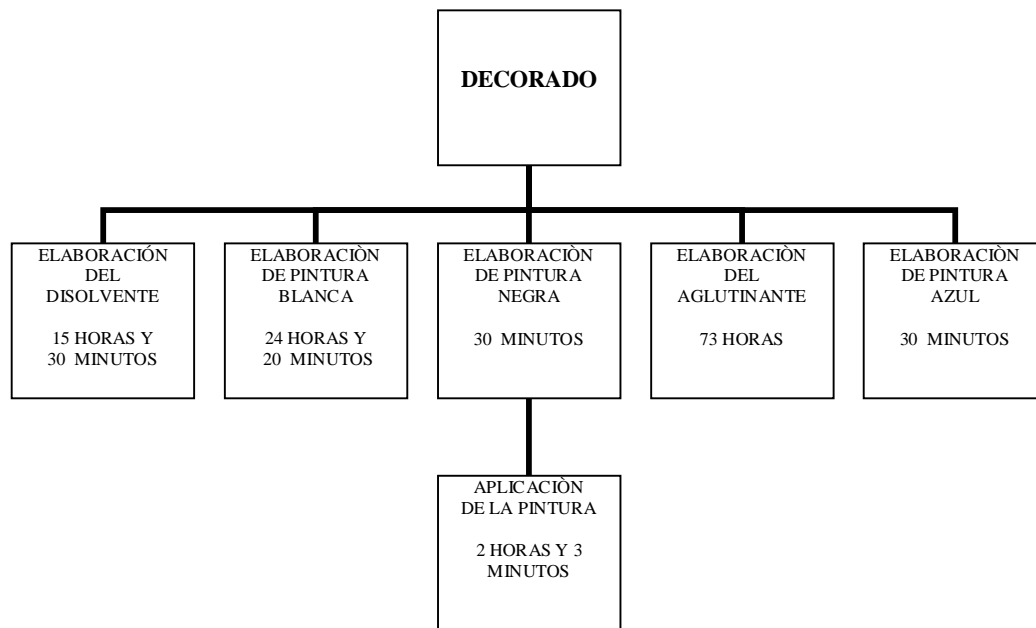 DECORADO
ELABORACIÓN
DEL
DISOLVENTE
15 HORAS Y
30 MINUTOS
ELABORACIÒN
DE PINTURA
BLANCA
24 HORAS Y
20 MINUTOS
ELABORACIÒN
DE PINTURA
NEGRA
30 MINUTOS
ELABORACIÒN
DEL
AGLUTINANTE
73 HORAS
ELABORACIÒN
DE PINTURA
AZUL
30 MINUTOS
APLICACIÒN
DE LA PINTURA
2 HORAS Y 3
MINUTOS